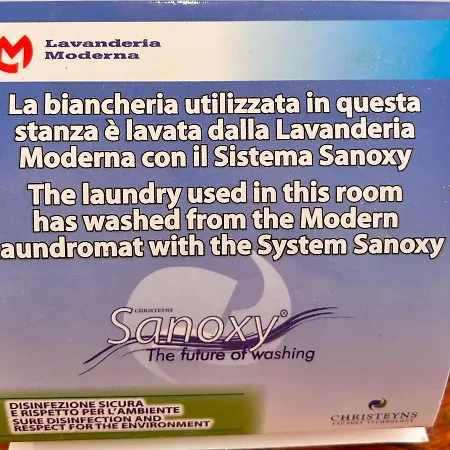 Lavanderia
Moderna
La biancheria utilizzata in questa
stanza è lavata dalla Lavanderia
Moderna con il Sistema Sanoxy
The laundry used in this room
has washed from the Modern
aundromat with the System Sanoxy
CHRISTEYNS
Sanoxy®
The future of washing
DISINFEZIONE SICURA
E RISPETTO PER L'AMBIENTE
SURE DISINFECTION AND
RESPECT FOR THE ENVIRONMENT
CHRISTEYNS
LAUNDRY TECHNOLOGY